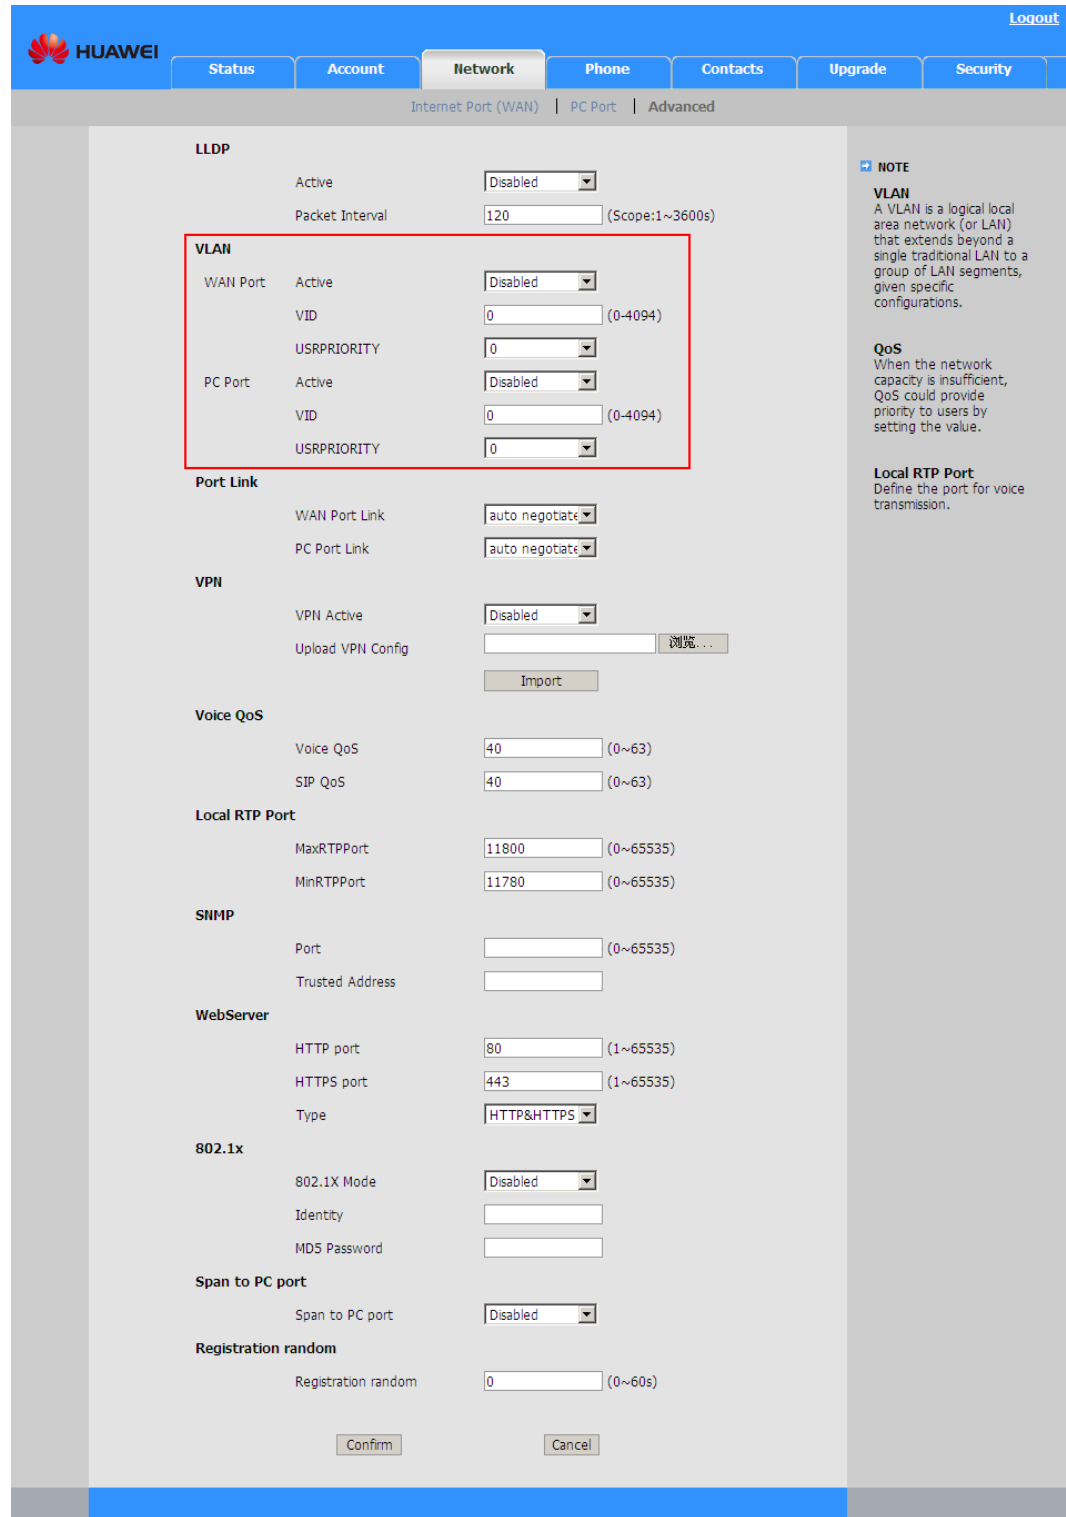 Logout
HUAWEI
Status Account Network Phone Contacts Upgrade Security
Internet Port (WAN) | PC Port | Advanced
LLDP
Active Disabled
Packet Interval 120 (Scope:1~3600s)
VLAN
WAN Port Active Disabled
VID 0 (0-4094)
USRPRIORITY 0
PC Port Active Disabled
VID 0 (0-4094)
USRPRIORITY 0
Port Link
WAN Port Link auto negotiate
PC Port Link auto negotiate
VPN
VPN Active Disabled
Upload VPN Config 浏览...
Import
Voice QoS
Voice QoS 40 (0~63)
SIP QoS 40 (0~63)
Local RTP Port
MaxRTPPort 11800 (0~65535)
MinRTPPort 11780 (0~65535)
SNMP
Port (0~65535)
Trusted Address
WebServer
HTTP port 80 (1~65535)
HTTPS port 443 (1~65535)
Type HTTP&HTTPS
802.1x
802.1X Mode Disabled
Identity
MD5 Password
Span to PC port
Span to PC port Disabled
Registration random
Registration random 0 (0~60s)
Confirm Cancel
NOTE
VLAN
A VLAN is a logical local
area network (or LAN)
that extends beyond a
single traditional LAN to a
group of LAN segments,
given specific
configurations.
QoS
When the network
capacity is insufficient,
QoS could provide
priority to users by
setting the value.
Local RTP Port
Define the port for voice
transmission.